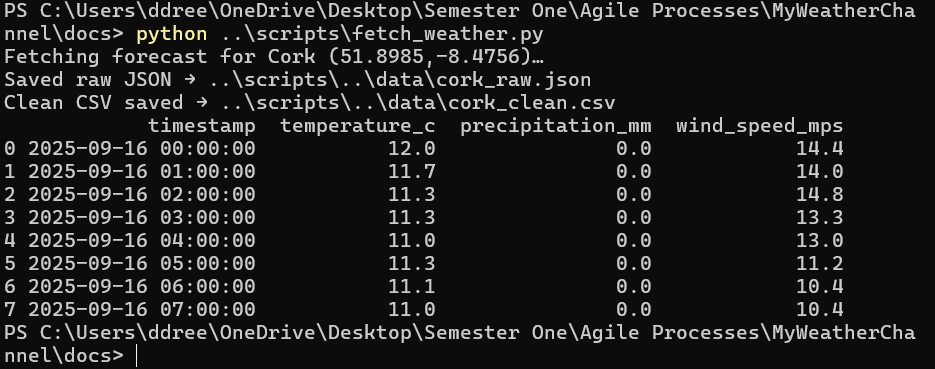 PS C:\Users\ddree\OneDrive\Desktop\Semester One\Agile Processes\MyWeatherCha
nnel\docs> python ..\scripts\fetch_weather.py
Fetching forecast for Cork (51.8985,-8.4756)…
Saved raw JSON → ..\scripts\..\data\cork_raw.json
Clean CSV saved → ..\scripts\..\data\cork_clean.csv
            timestamp  temperature_c  precipitation_mm  wind_speed_mps
0 2025-09-16 00:00:00           12.0               0.0            14.4
1 2025-09-16 01:00:00           11.7               0.0            14.0
2 2025-09-16 02:00:00           11.3               0.0            14.8
3 2025-09-16 03:00:00           11.3               0.0            13.3
4 2025-09-16 04:00:00           11.0               0.0            13.0
5 2025-09-16 05:00:00           11.3               0.0            11.2
6 2025-09-16 06:00:00           11.1               0.0            10.4
7 2025-09-16 07:00:00           11.0               0.0            10.4
PS C:\Users\ddree\OneDrive\Desktop\Semester One\Agile Processes\MyWeatherCha
nnel\docs>